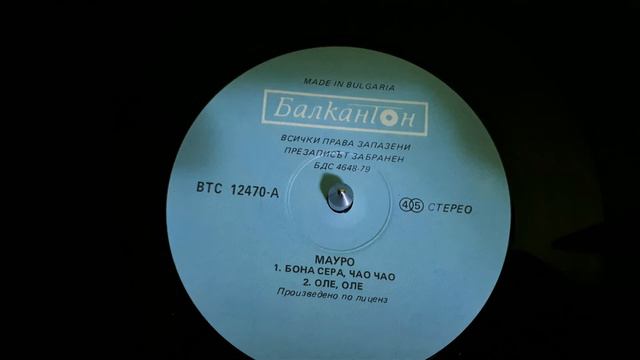 MADE IN BULGARIA
Балкантон
ВСИЧКИ ПРАВА ЗАПАЗЕНИ
ПРЕЗАПИСЪТ ЗАБРАНЕН
БДС 4648-79
ВТС 12470-А
45 СТЕРЕО
МАУРО
1. БОНА СЕРА, ЧАО ЧАО
2. ОЛЕ, ОЛЕ
Произведено по лиценз